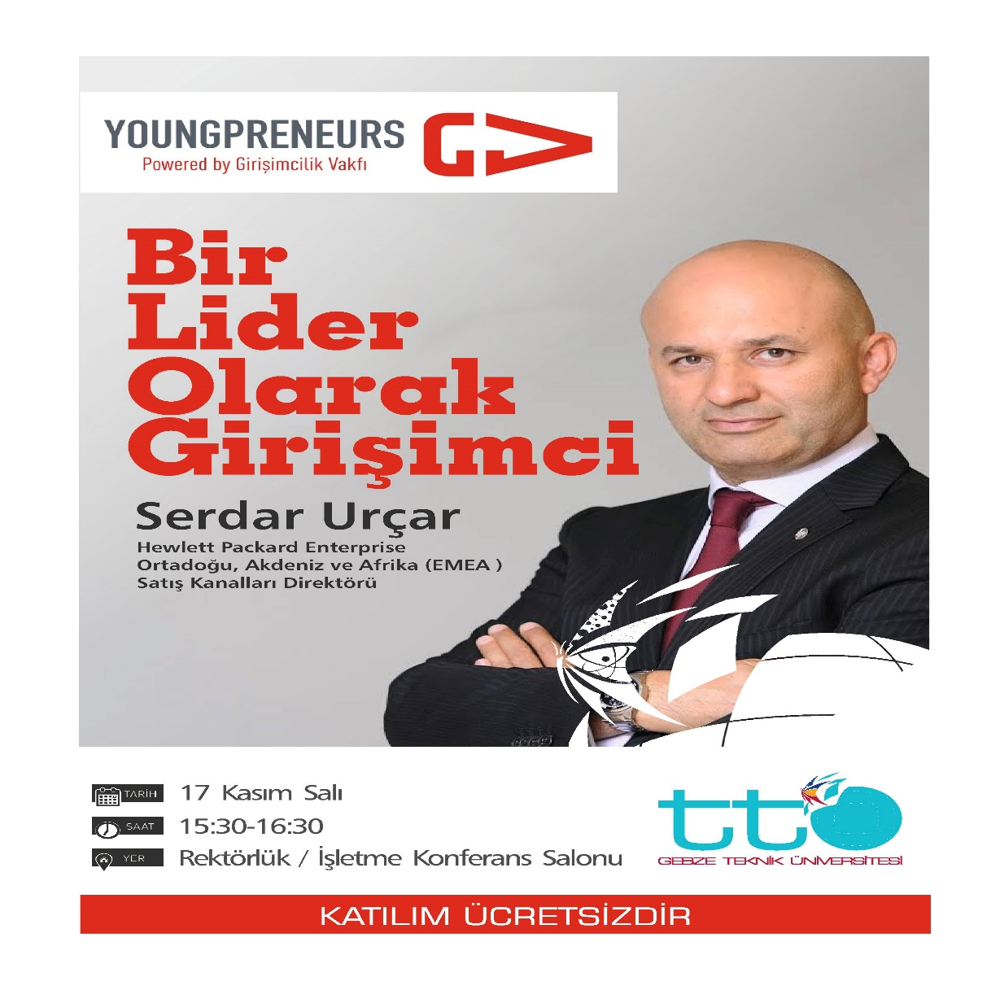 YOUNGPRENEURS
Powered by Girişimcilik Vakfı
Bir
Lider
Olarak
Girişimci
Serdar Urçar
Hewlett Packard Enterprise
Ortadoğu, Akdeniz ve Afrika (EMEA )
Satış Kanalları Direktörü
TARİH 17 Kasım Salı
SAAT 15:30-16:30
YER Rektörlük / İşletme Konferans Salonu
tto
GEBZE TEKNİK ÜNİVERSİTESİ
KATILIM ÜCRETSİZDİR